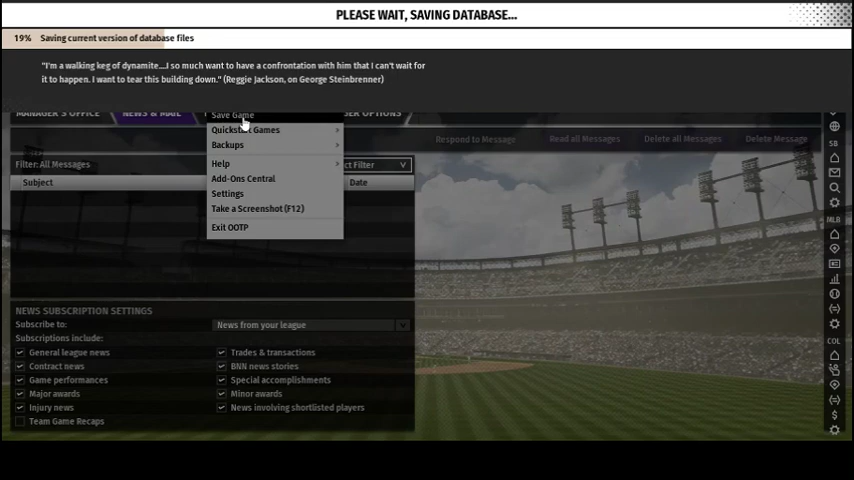 PLEASE WAIT, SAVING DATABASE...
19% Saving current version of database files
"I'm a walking keg of dynamite....I so much want to have a confrontation with him that I can't wait for
it to happen. I want to tear this building down." (Reggie Jackson, on George Steinbrenner)
MANAGER'S OFFICE NEWS & MAIL ER OPTIONS
Save Game
Quickstart Games
Backups
Help
Add-Ons Central
Settings
Take a Screenshot (F12)
Exit OOTP
Respond to Message Read all Messages Delete all Messages Delete Message
Filter: All Messages ct Filter
Subject Date
NEWS SUBSCRIPTION SETTINGS
Subscribe to: News from your league
Subscriptions include:
General league news Trades & transactions
Contract news BNN news stories
Game performances Special accomplishments
Major awards Minor awards
Injury news News involving shortlisted players
Team Game Recaps
SB
MLB
COL